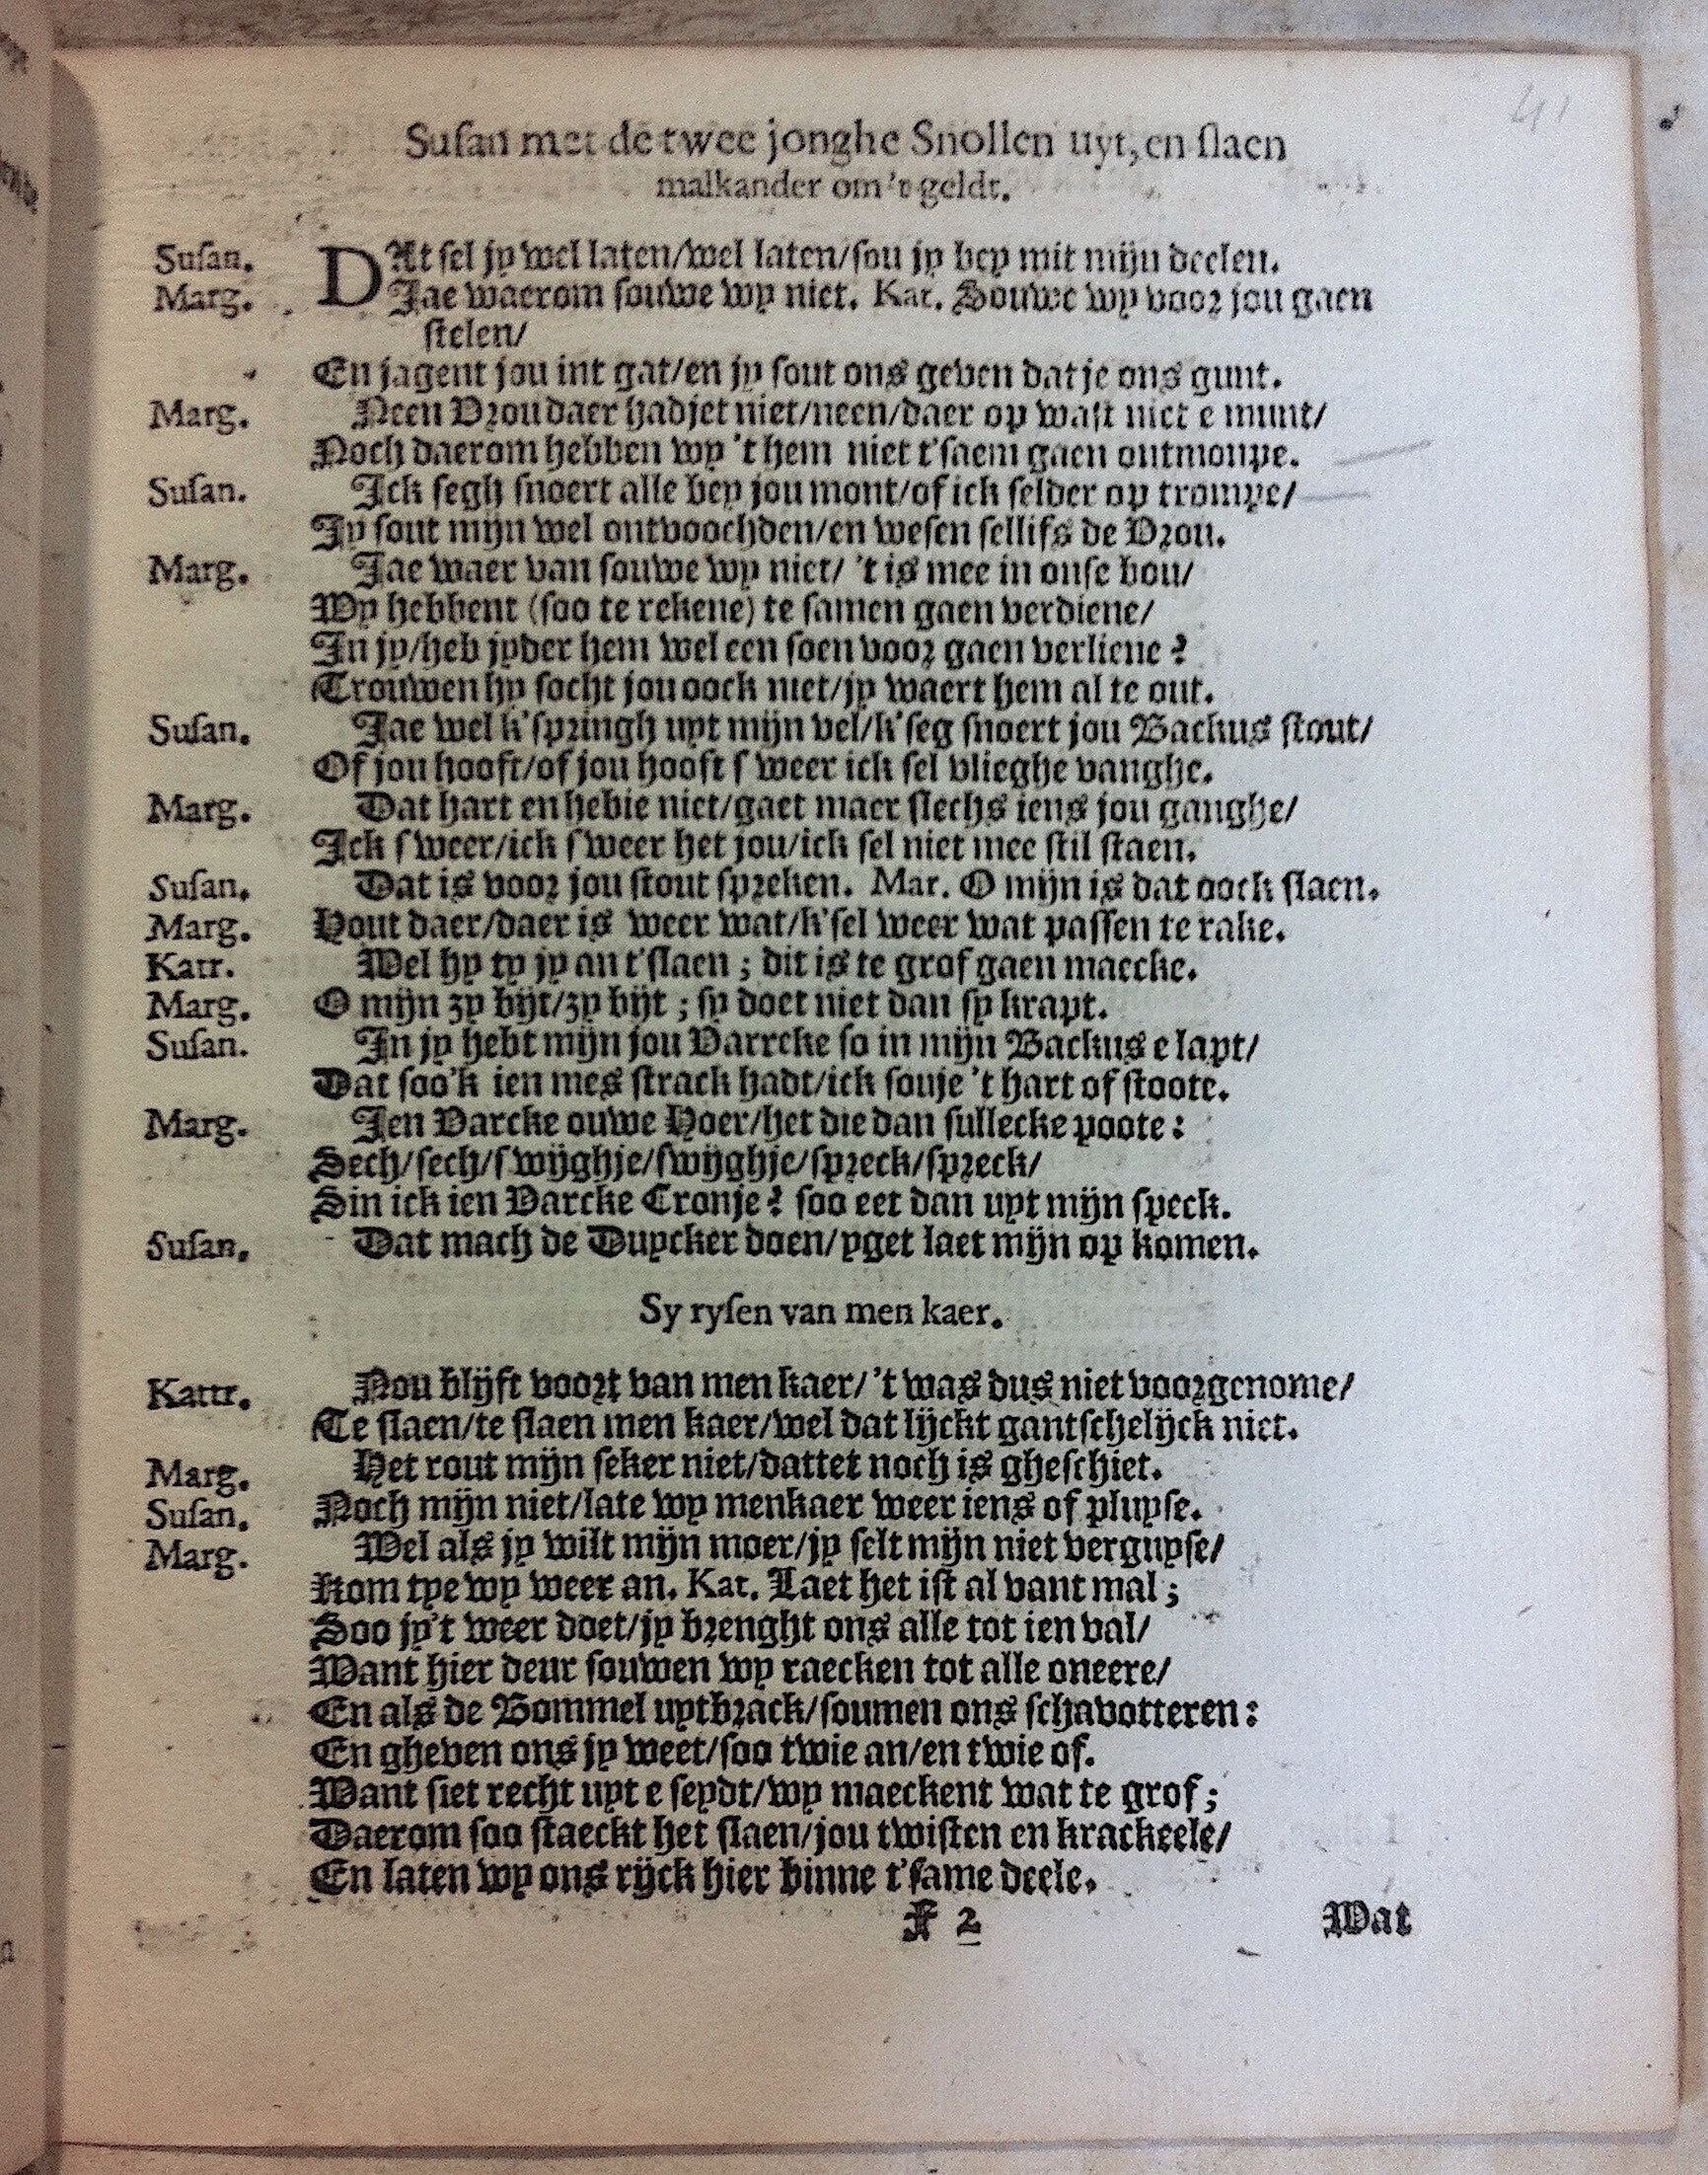 41
Susan met de twee jonghe Snollen uyt, en slaen
malkander om 't geldt.
Susan. DAt sel jy wel laten/wel laten/sou jy bey mit mijn deelen.
Marg. Jae waerom souwe wy niet. Kat. Souwe wy voor jou gaen
stelen/
En jagent jou int gat/en jy sout ons geven dat je ons gunt.
Marg. Neen Vrou daer hadjet niet/neen/daer op wast niet e munt/
Noch daerom hebben wy 't hem niet t'saem gaen ontmoupe.
Susan. Ick segh snoert alle bey jou mont/of ick selder op trompe/
Jy sout mijn wel ontvoochden/en wesen sellifs de Vrou.
Marg. Jae waer van souwe wy niet/ 't is mee in onse bou/
Wy hebbent (soo te rekene) te samen gaen verdiene/
In jy/heb jyder hem wel een soen voor gaen verliene?
Trouwen hy socht jou oock niet/jy waert hem al te out.
Susan. Jae wel k'springh uyt mijn vel/k'seg snoert jou Backus stout/
Of jou hooft/of jou hooft sweer ick sel vlieghe vanghe.
Marg. Dat hart en hebie niet/gaet maer slechs iens jou ganghe/
Ick sweer/ick sweer het jou/ick sel niet mee stil staen.
Susan. Dat is voor jou stout spreken. Mar. O mijn is dat oock slaen.
Marg. Hout daer/daer is weer wat/k'sel weer wat passen te rake.
Katr. Wel hy ty jy an t'slaen; dit is te grof gaen maecke.
Marg. O mijn zy bijt/zy bijt; sy doet niet dan sy krapt.
Susan. In jy hebt mijn jou Varrcke so in mijn Backus e lapt/
Dat soo'k ien mes strack hadt/ick souje 't hart of stoote.
Marg. Ien Varcke ouwe Hoer/het die dan sullecke poote:
Sech/sech/swijghje/swijghje/spreck/spreck/
Sin ick ien Varcke Cronje? soo eet dan uyt mijn speck.
Susan. Dat mach de Duycker doen/yget laet mijn op komen.
Sy rysen van men kaer.
Kattr. Nou blijft voort van men kaer/ 't was dus niet voorgenome/
Te slaen/te slaen men kaer/wel dat lijckt gantschelijck niet.
Marg. Het rout mijn seker niet/dattet noch is gheschiet.
Susan. Noch mijn niet/late wy menkaer weer iens of pluyse.
Marg. Wel als jy wilt mijn moer/jy selt mijn niet verguyse/
Kom tye wy weer an. Kat. Laet het ist al vant mal;
Soo jy't weer doet/jy brenght ons alle tot ien val/
Want hier deur souwen wy raecken tot alle oneere/
En als de Bommel uytbrack/soumen ons schavotteren:
En gheven ons jy weet/soo twie an/en twie of.
Want siet recht uyt e seydt/wy maeckent wat te grof;
Daerom soo staeckt het slaen/jou twisten en krackeele/
En laten wy ons rijck hier binne t'same deele.
F 2 Wat